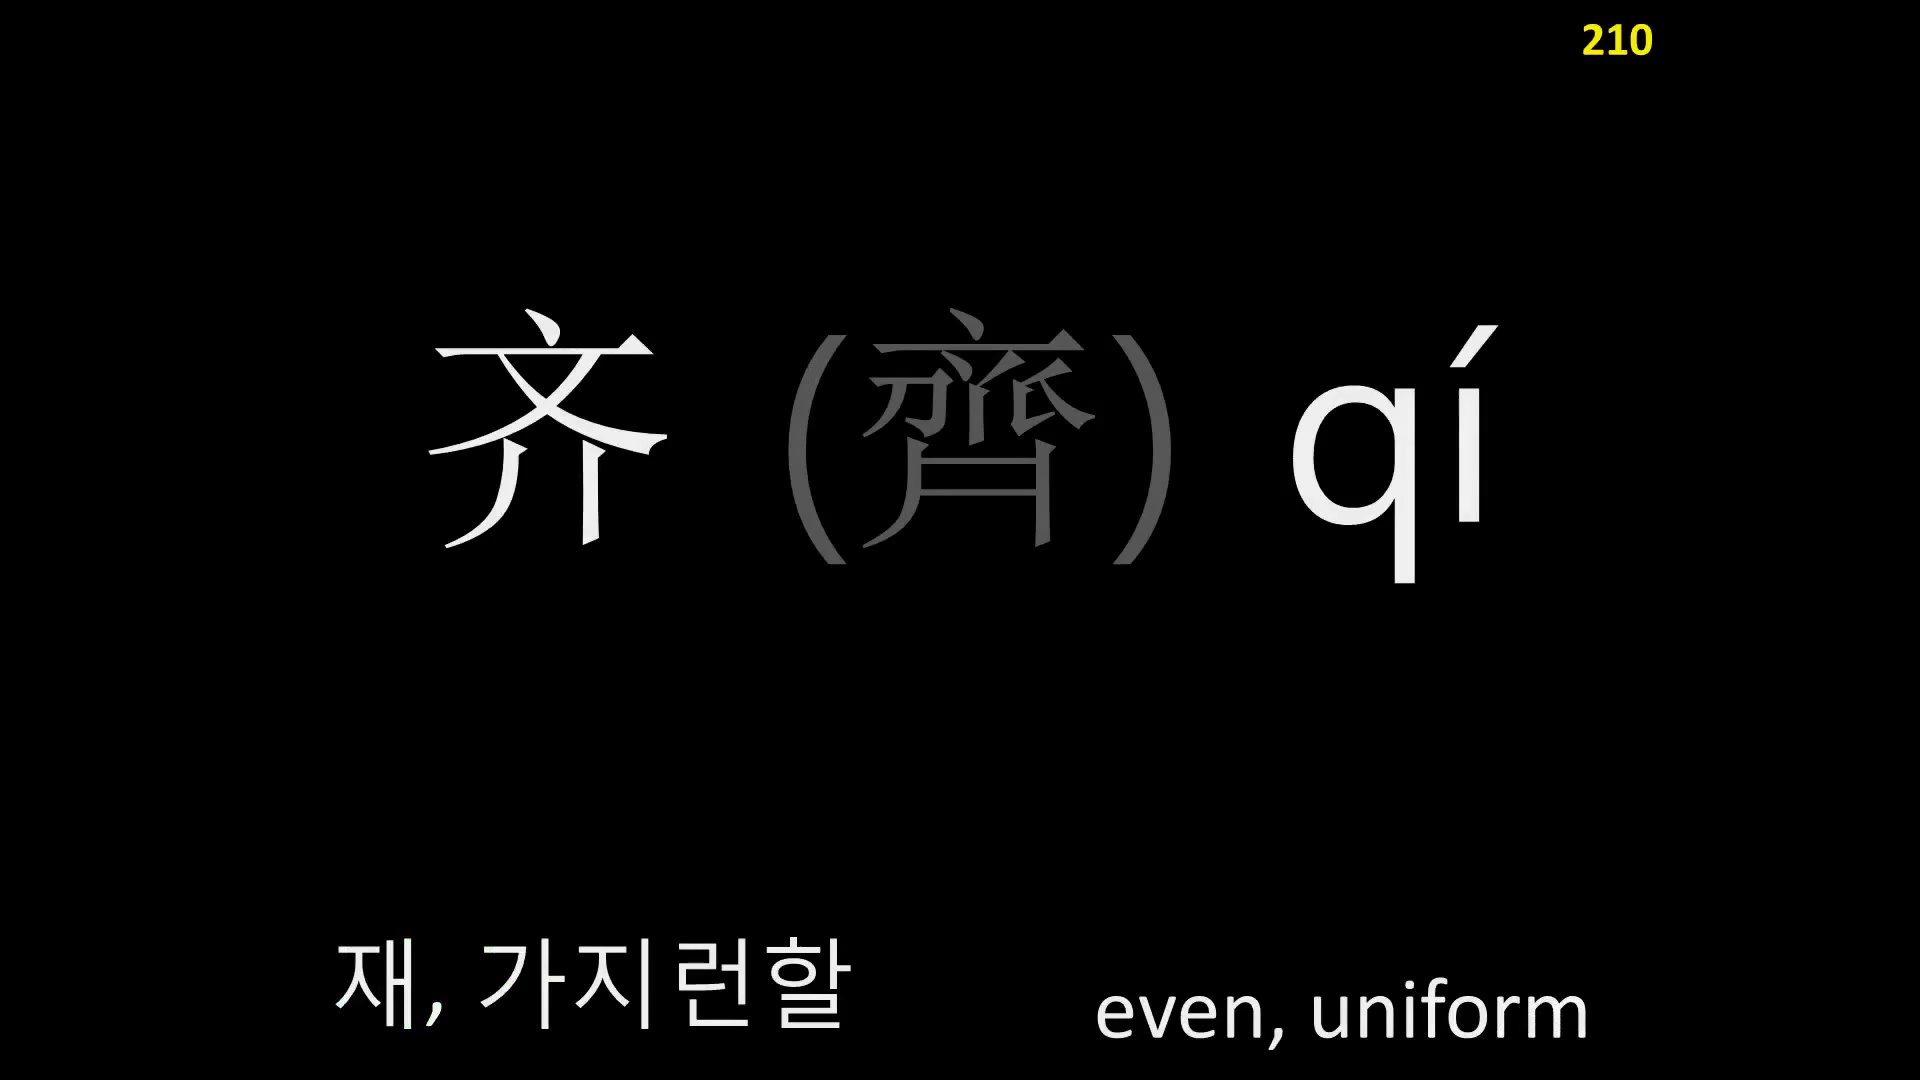 210
齐 (齊) qí
재, 가지런할
even, uniform